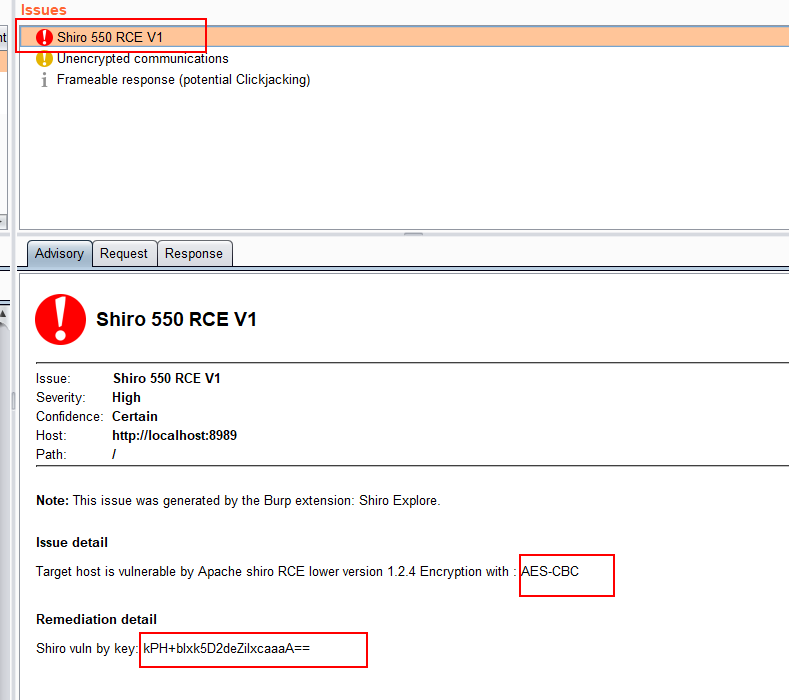 Issues
Shiro 550 RCE V1
Unencrypted communications
Frameable response (potential Clickjacking)
Advisory Request Response
Shiro 550 RCE V1
Issue: Shiro 550 RCE V1
Severity: High
Confidence: Certain
Host: http://localhost:8989
Path: /
Note: This issue was generated by the Burp extension: Shiro Explore.
Issue detail
Target host is vulnerable by Apache shiro RCE lower version 1.2.4 Encryption with : AES-CBC
Remediation detail
Shiro vuln by key: kPH+bIxk5D2deZiIxcaaaA==